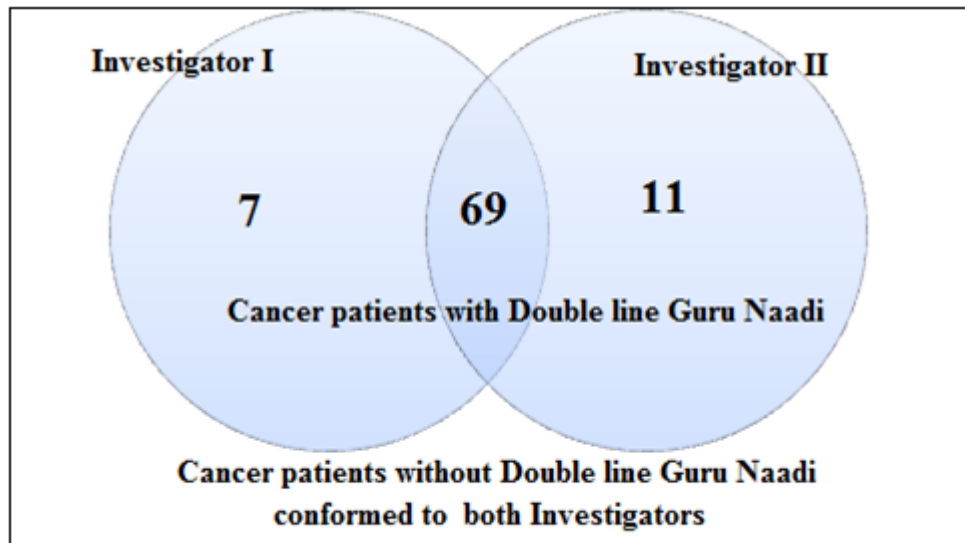 Investigator I
Investigator II
7
69
11
Cancer patients with Double line Guru Naadi
Cancer patients without Double line Guru Naadi
conformed to both Investigators